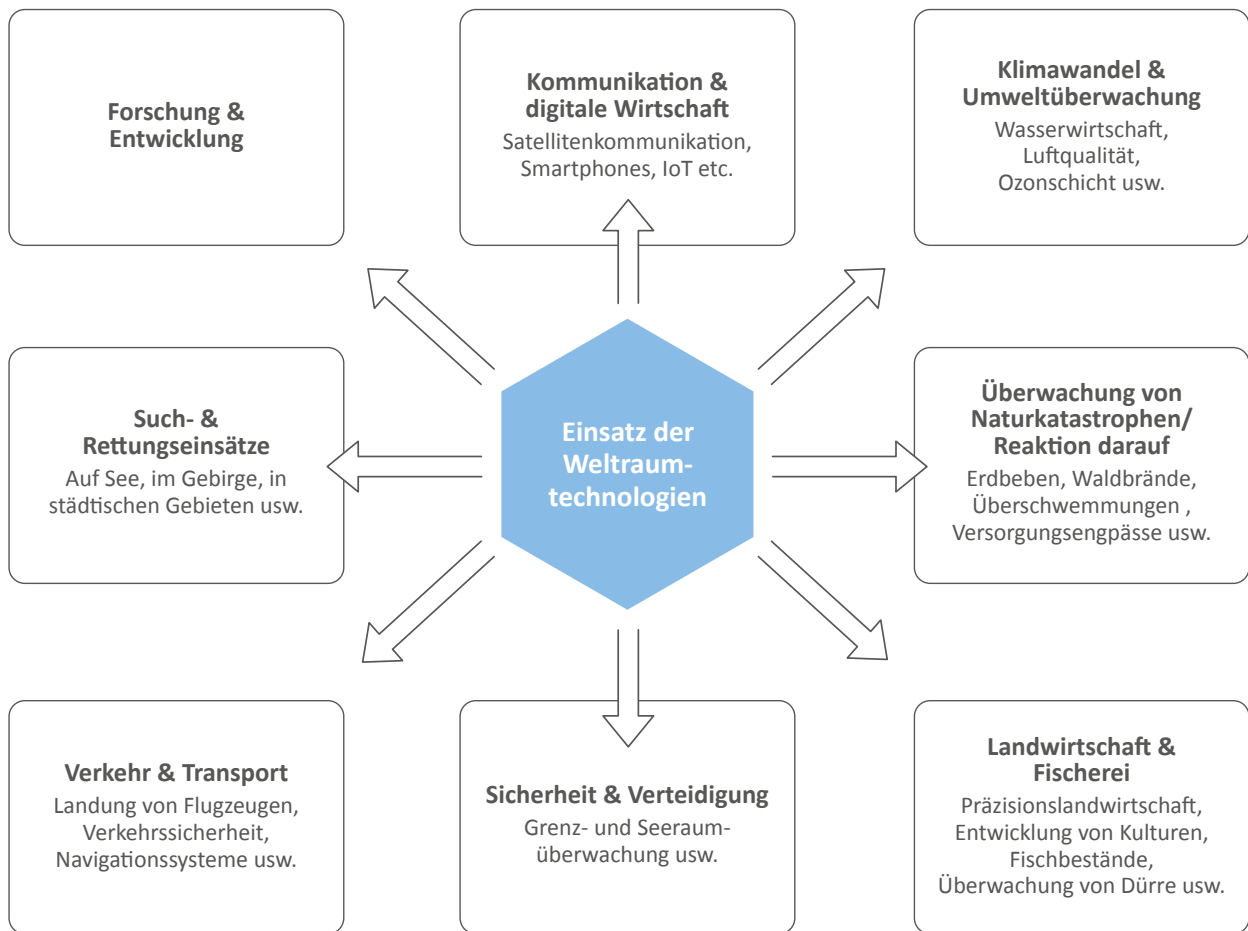 Forschung &
Entwicklung
Kommunikation &
digitale Wirtschaft
Satellitenkommunikation,
Smartphones, IoT etc.
Klimawandel &
Umweltüberwachung
Wasserwirtschaft,
Luftqualität,
Ozonschicht usw.
Such- &
Rettungseinsätze
Auf See, im Gebirge, in
städtischen Gebieten usw.
Einsatz der
Weltraum-
technologien
Überwachung von
Naturkatastrophen/
Reaktion darauf
Erdbeben, Waldbrände,
Überschwemmungen ,
Versorgungsengpässe usw.
Verkehr & Transport
Landung von Flugzeugen,
Verkehrssicherheit,
Navigationssysteme usw.
Sicherheit & Verteidigung
Grenz- und Seeraum-
überwachung usw.
Landwirtschaft &
Fischerei
Präzisionslandwirtschaft,
Entwicklung von Kulturen,
Fischbestände,
Überwachung von Dürre usw.